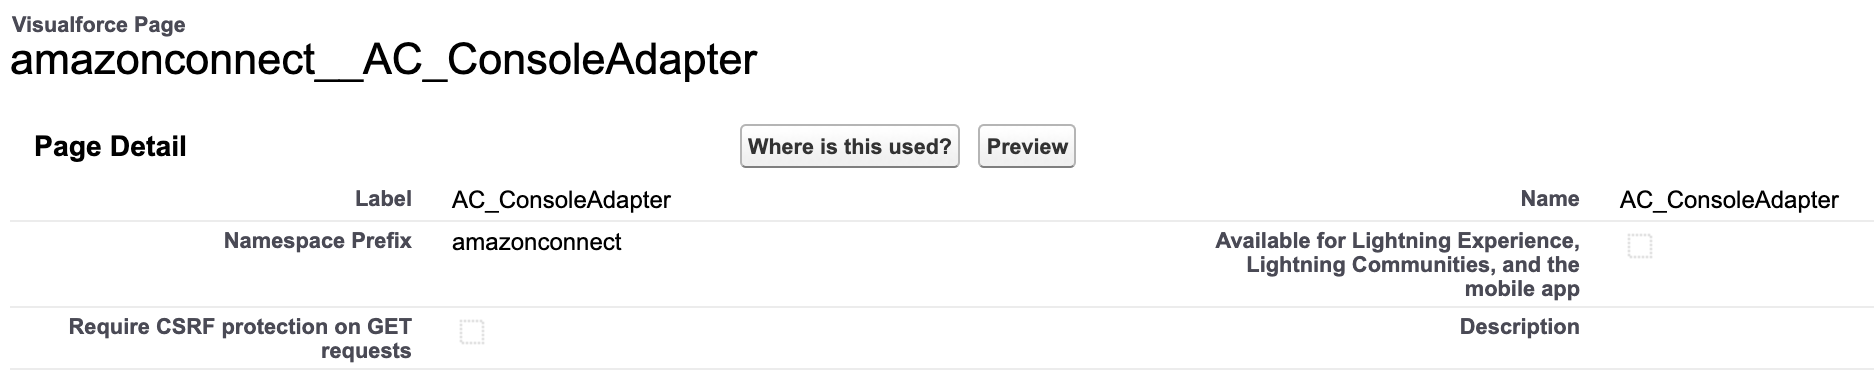 Visualforce Page
amazonconnect__AC_ConsoleAdapter
Page Detail
Where is this used?
Preview
Label
AC_ConsoleAdapter
Name
AC_ConsoleAdapter
Namespace Prefix
amazonconnect
Available for Lightning Experience,
Lightning Communities, and the
mobile app
Require CSRF protection on GET
requests
Description